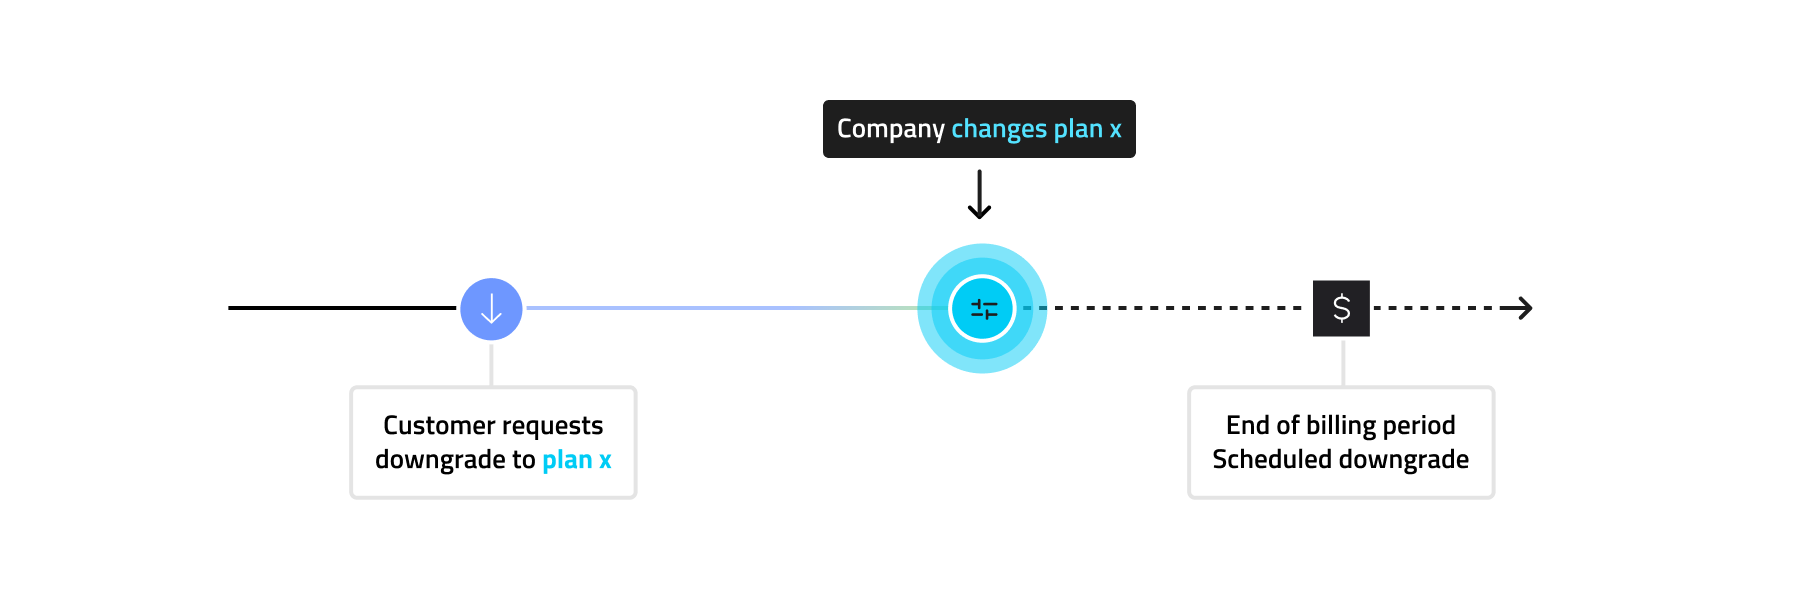 Company changes plan x
$
Customer requests
downgrade to plan x
End of billing period
Scheduled downgrade